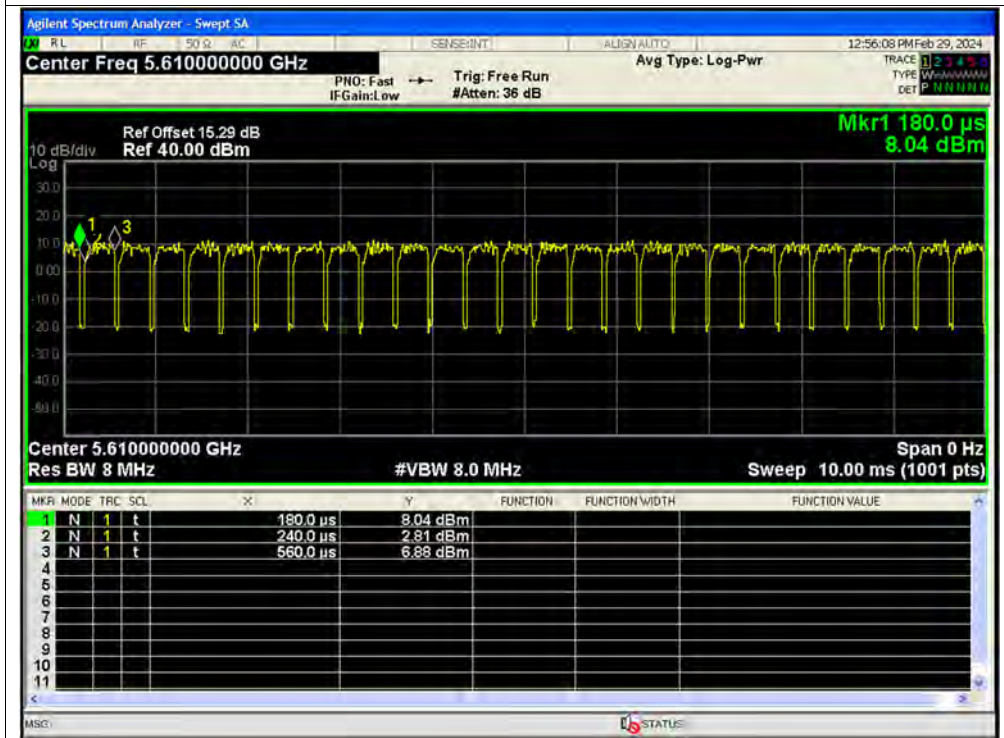 Agilent Spectrum Analyzer - Swept SA
RL RF 50 Ω AC SENSE:INT ALIGN AUTO 12:56:08 PM Feb 29, 2024
Center Freq 5.610000000 GHz Avg Type: Log-Pwr TRACE 1 2 3 4 5 6
PNO: Fast Trig: Free Run TYPE W
IFGain:Low #Atten: 36 dB DET P N N N N N
Mkr1 180.0 µs
Ref Offset 15.29 dB
10 dB/div Ref 40.00 dBm 8.04 dBm
Log
30.0
20.0
1 3
10.0
0.00
-10.0
-20.0
-30.0
-40.0
-50.0
Center 5.610000000 GHz Span 0 Hz
Res BW 8 MHz #VBW 8.0 MHz Sweep 10.00 ms (1001 pts)
MKR MODE TRC SCL X Y FUNCTION FUNCTION WIDTH FUNCTION VALUE
1 N 1 t 180.0 µs 8.04 dBm
2 N 1 t 240.0 µs 2.81 dBm
3 N 1 t 560.0 µs 6.88 dBm
4
5
6
7
8
9
10
11
MSG STATUS